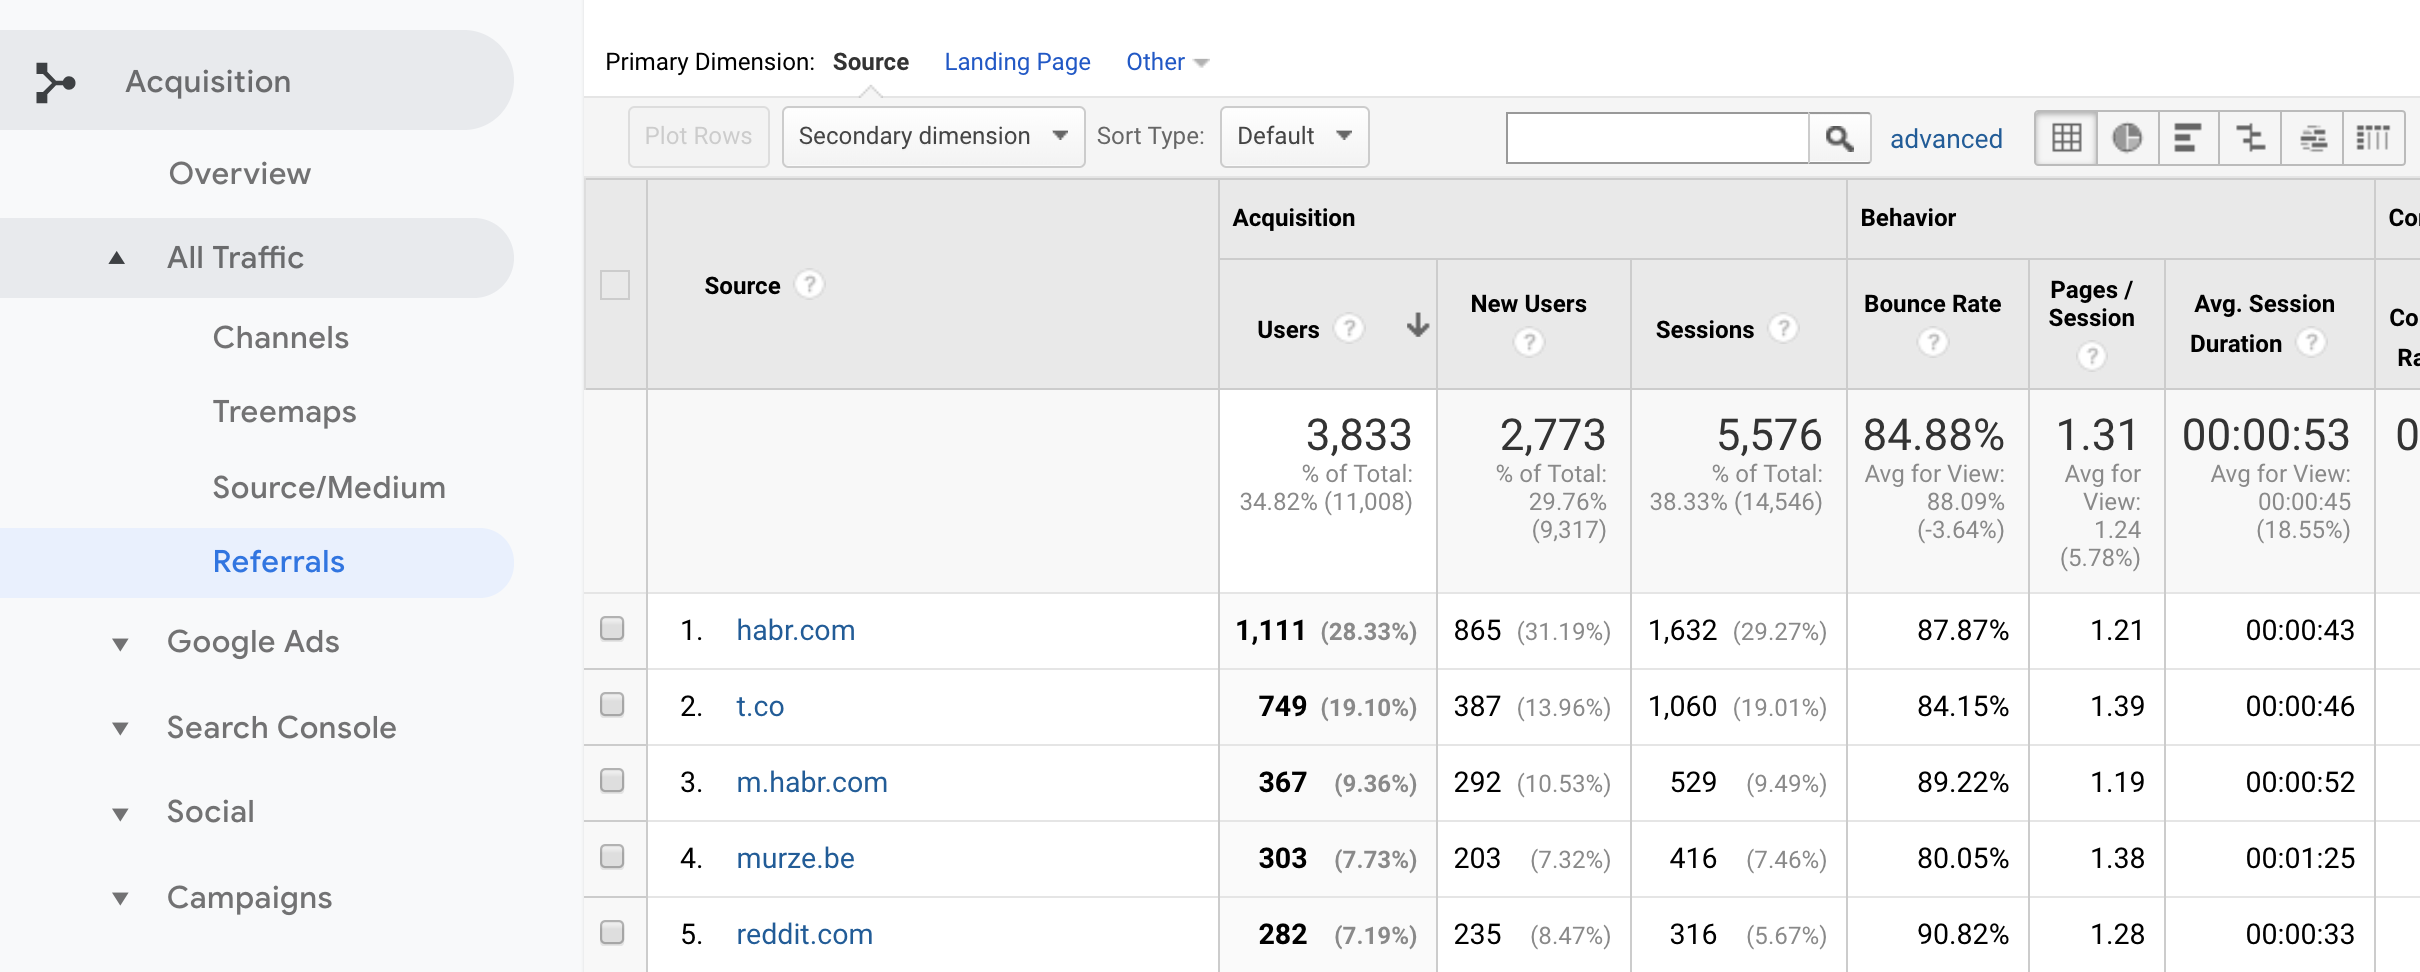 Acquisition
Overview
All Traffic
Channels
Treemaps
Source/Medium
Referrals
Google Ads
Search Console
Social
Campaigns
Primary Dimension: Source Landing Page Other
Plot Rows Secondary dimension Sort Type: Default advanced
Acquisition Behavior
Source ? Users ? New Users ? Sessions ? Bounce Rate ? Pages / Session ? Avg. Session Duration ?
3,833 2,773 5,576 84.88% 1.31 00:00:53
% of Total: % of Total: % of Total: Avg for View: Avg for Avg for View:
34.82% (11,008) 29.76% 38.33% (14,546) 88.09% View: 00:00:45
(9,317) (-3.64%) 1.24 (18.55%)
(5.78%)
1. habr.com 1,111 (28.33%) 865 (31.19%) 1,632 (29.27%) 87.87% 1.21 00:00:43
2. t.co 749 (19.10%) 387 (13.96%) 1,060 (19.01%) 84.15% 1.39 00:00:46
3. m.habr.com 367 (9.36%) 292 (10.53%) 529 (9.49%) 89.22% 1.19 00:00:52
4. murze.be 303 (7.73%) 203 (7.32%) 416 (7.46%) 80.05% 1.38 00:01:25
5. reddit.com 282 (7.19%) 235 (8.47%) 316 (5.67%) 90.82% 1.28 00:00:33